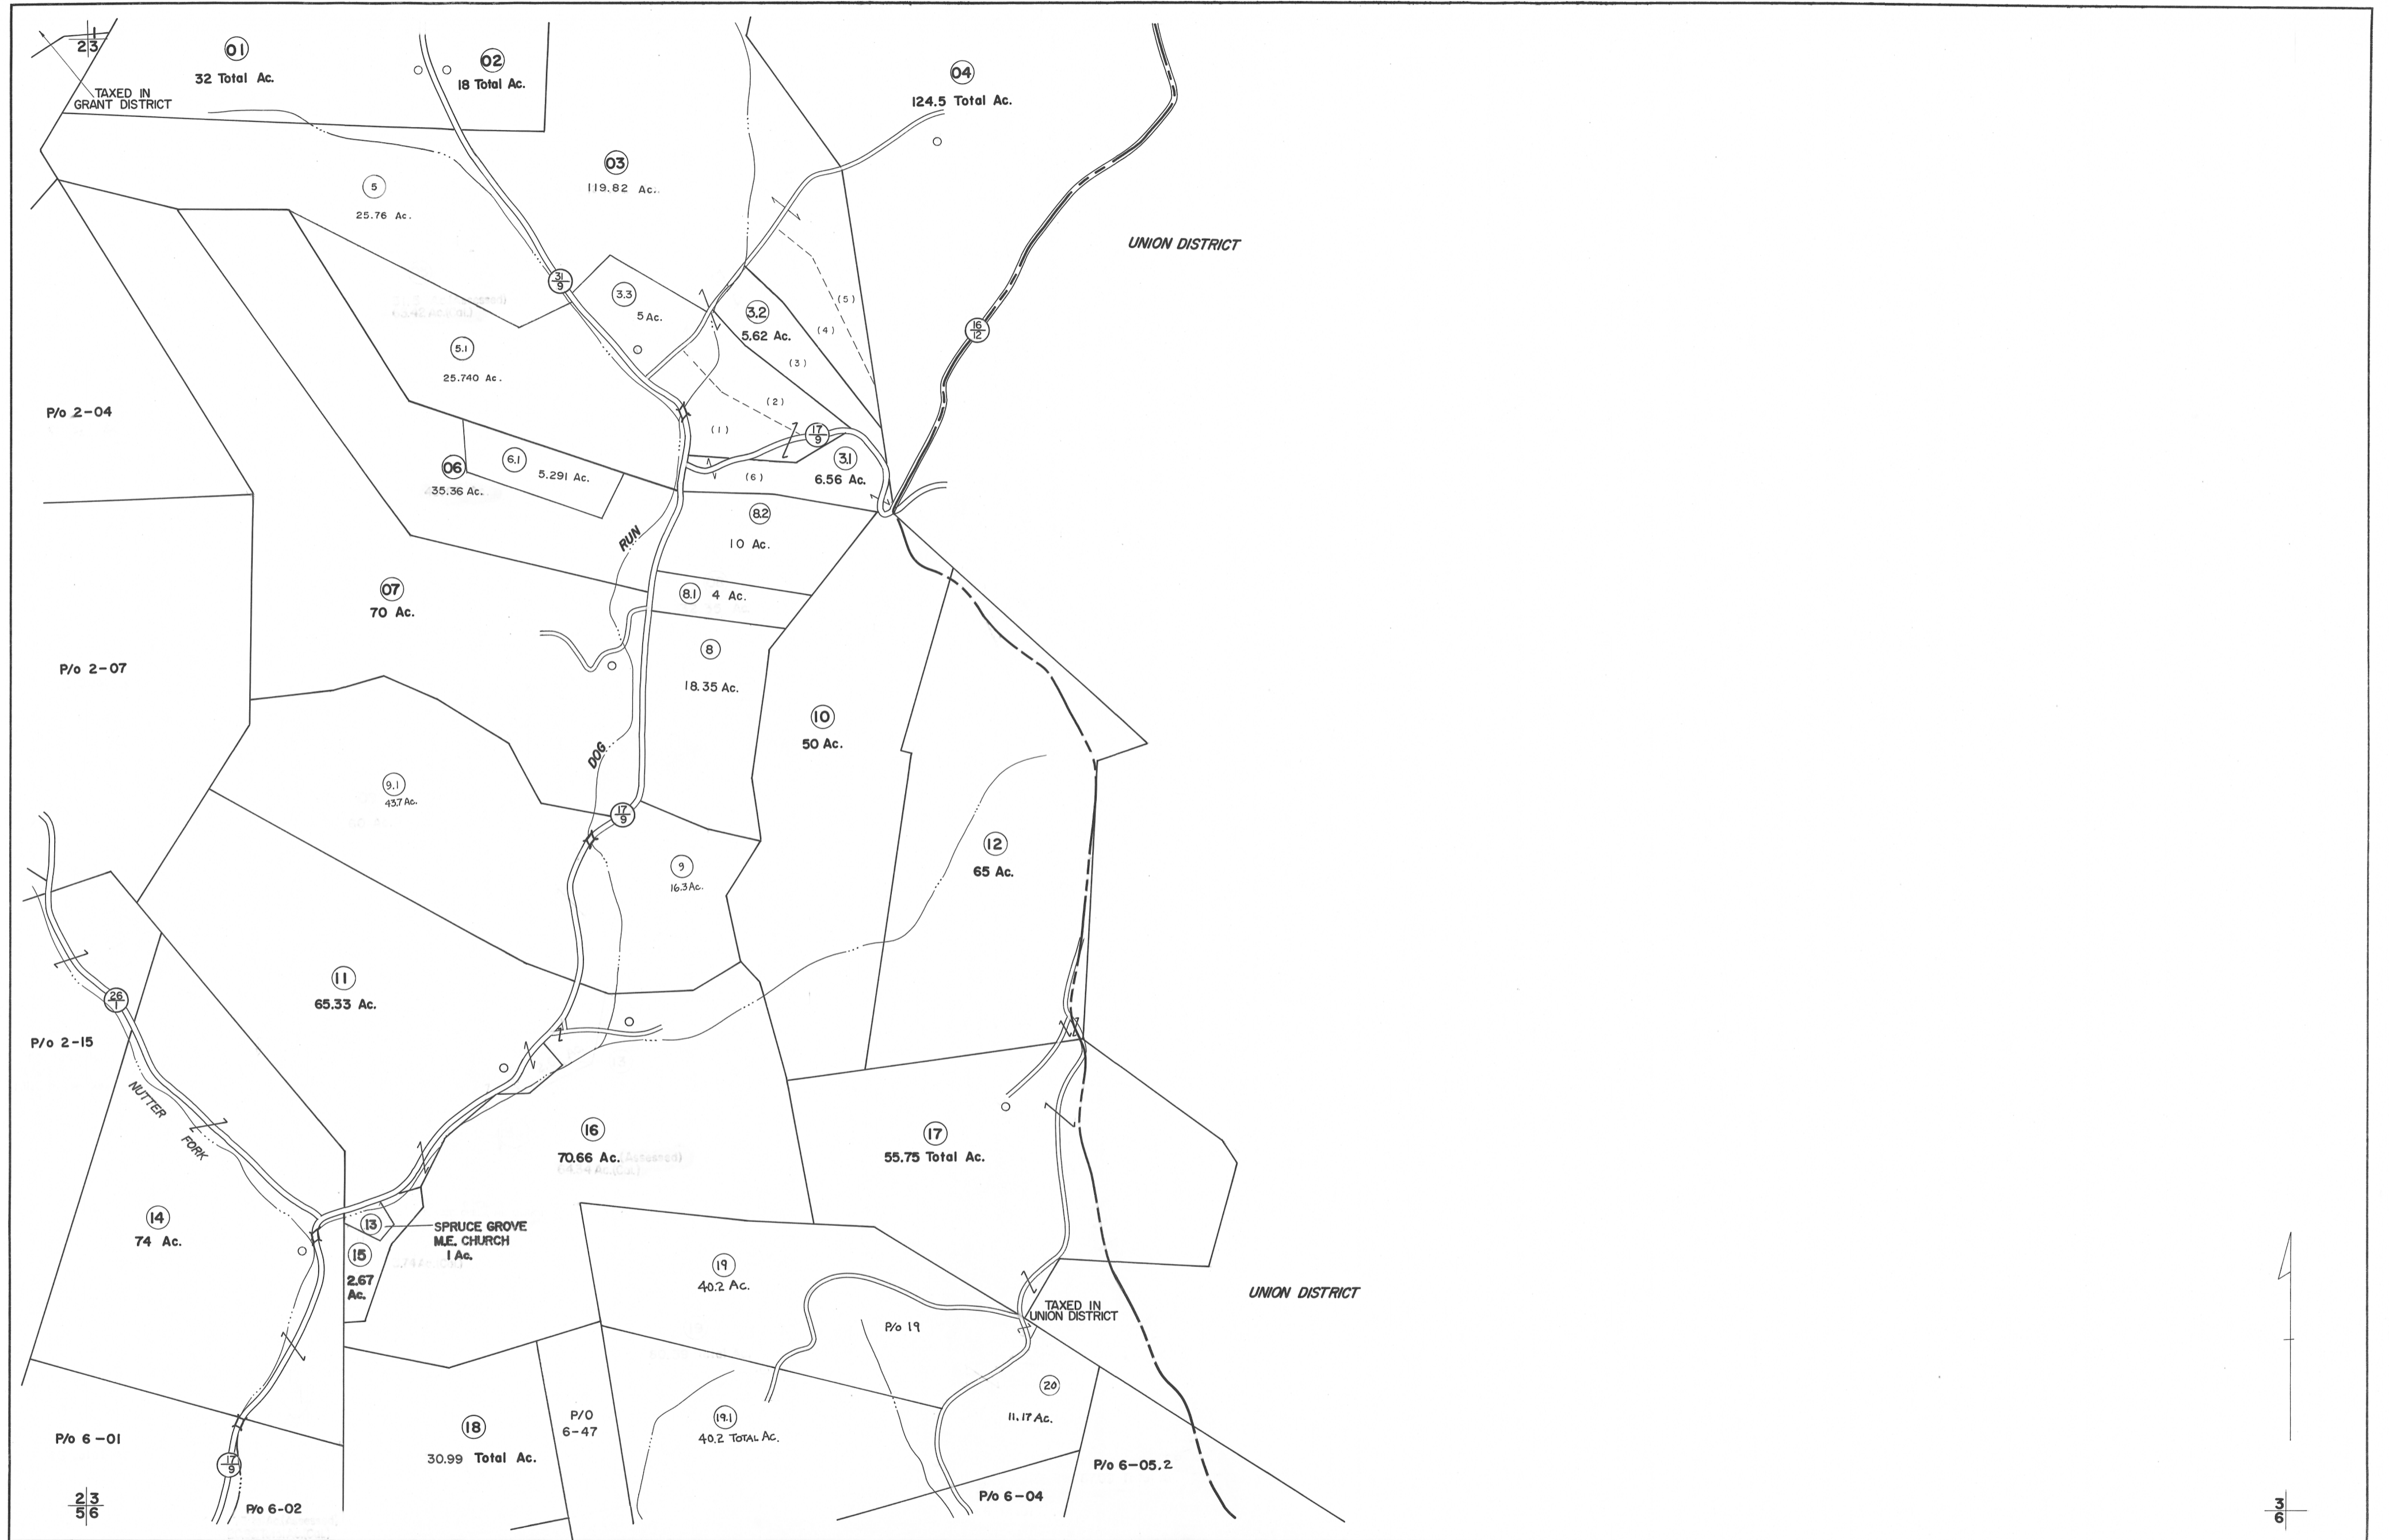 1
2 3
01
32 Total Ac.
TAXED IN
GRANT DISTRICT
02
18 Total Ac.
04
124.5 Total Ac.
03
119.82 Ac.
5
25.76 Ac.
UNION DISTRICT
31
9
3.3
5 Ac.
3.2
5.62 Ac.
(5)
(4)
(3)
16
12
5.1
25.740 Ac.
P/o 2-04
(2)
(1)
17
9
3.1
6.56 Ac.
(6)
06
35.36 Ac.
6.1
5.291 Ac.
8.2
10 Ac.
RUN
07
70 Ac.
8.1 4 Ac.
8
18.35 Ac.
P/o 2-07
10
50 Ac.
DOG
9.1
43.7 Ac.
17
9
9
16.3 Ac.
12
65 Ac.
11
65.33 Ac.
26
1
P/o 2-15
NUTTER
FORK
16
70.66 Ac.
17
55.75 Total Ac.
14
74 Ac.
13
SPRUCE GROVE
M.E. CHURCH
1 Ac.
15
2.67
Ac.
19
40.2 Ac.
UNION DISTRICT
TAXED IN
UNION DISTRICT
P/o 19
20
11.17 Ac.
18
30.99 Total Ac.
P/O
6-47
19.1
40.2 TOTAL Ac.
P/o 6-01
17
9
P/o 6-05.2
P/o 6-04
P/o 6-02
2 3
5 6
3
6